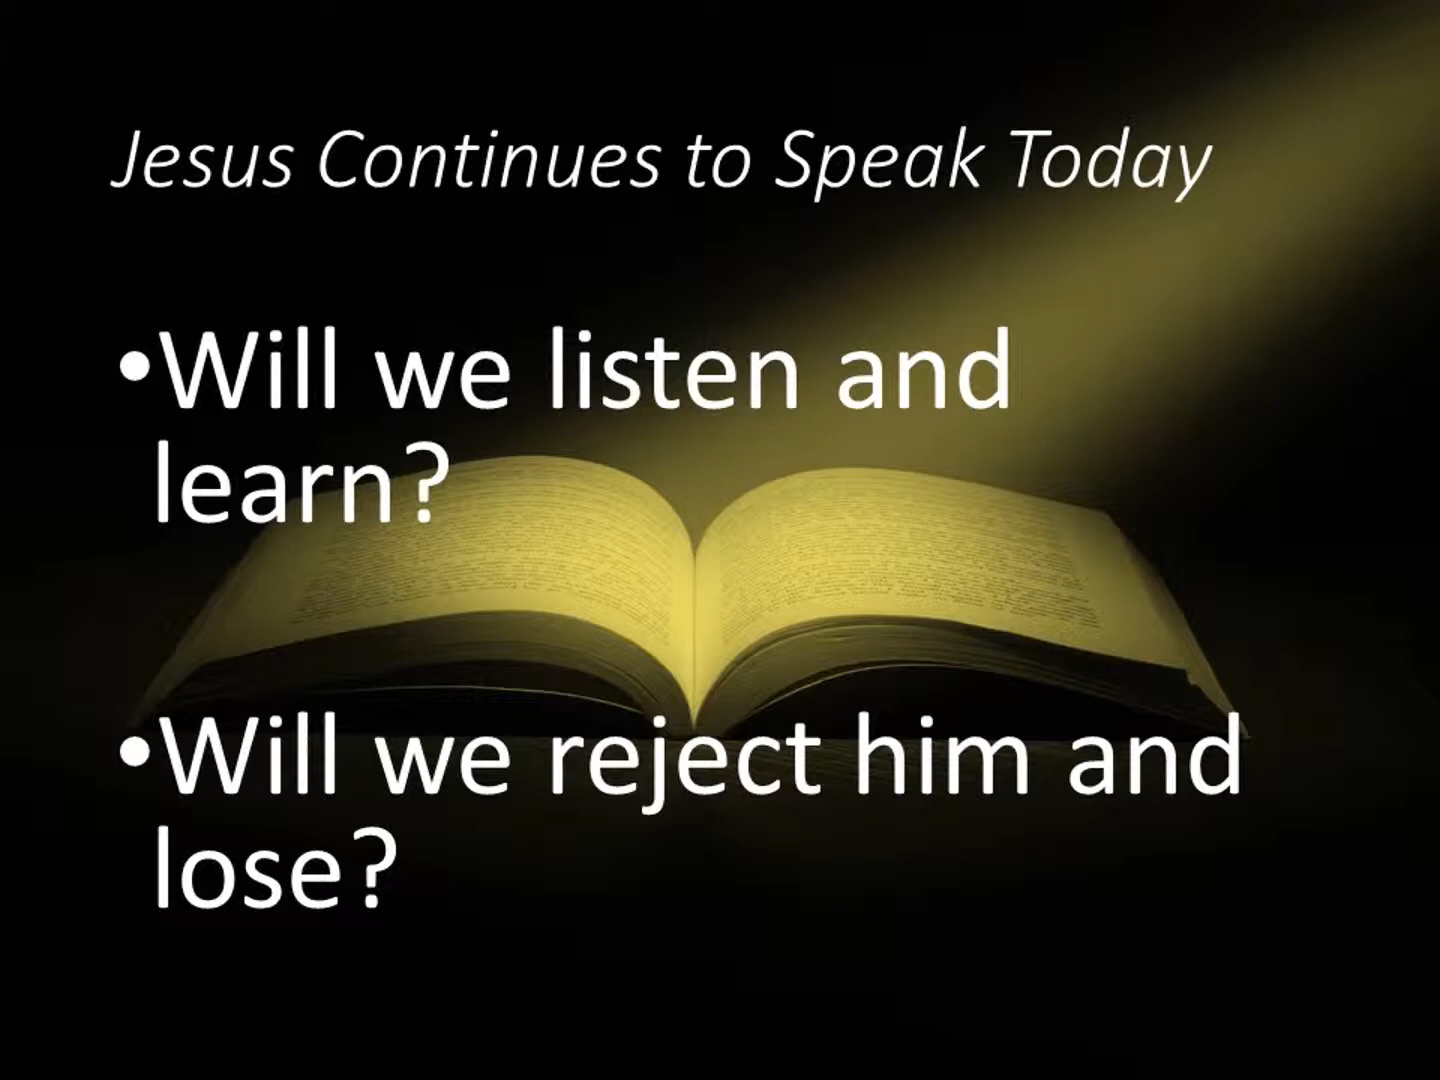 Jesus Continues to Speak Today
•Will we listen and
learn?
•Will we reject him and
lose?